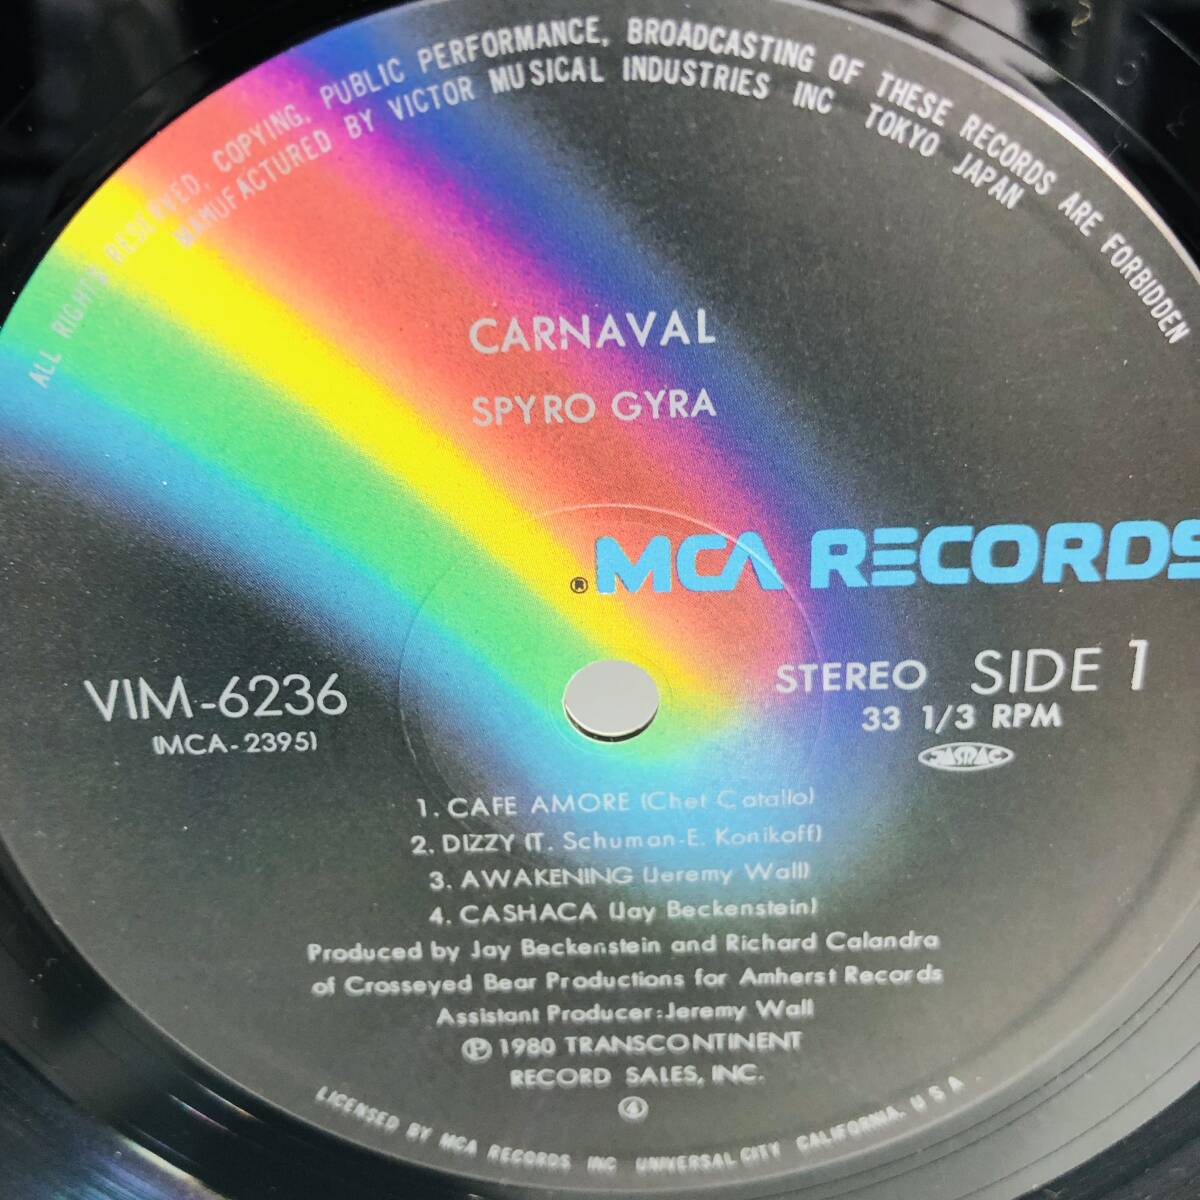 ALL RIGHTS RESERVED. COPYING, PUBLIC PERFORMANCE, BROADCASTING OF THESE RECORDS ARE FORBIDDEN
MAMUFACTURED BY VICTOR MUSICAL INDUSTRIES INC TOKYO JAPAN
CARNAVAL
SPYRO GYRA
® MCA RECORDS
VIM-6236
(MCA-2395)
STEREO SIDE 1
33 1/3 RPM
JASRAC
1. CAFE AMORE (Chet Catallo)
2. DIZZY (T. Schuman-E. Konikoff)
3. AWAKENING (Jeremy Wall)
4. CASHACA (Jay Beckenstein)
Produced by Jay Beckenstein and Richard Calandra
of Crosseyed Bear Productions for Amherst Records
Assistant Producer:Jeremy Wall
℗ 1980 TRANSCONTINENT
RECORD SALES, INC.
④
LICENSED BY MCA RECORDS INC UNIVERSAL CITY CALIFORNIA. U S A